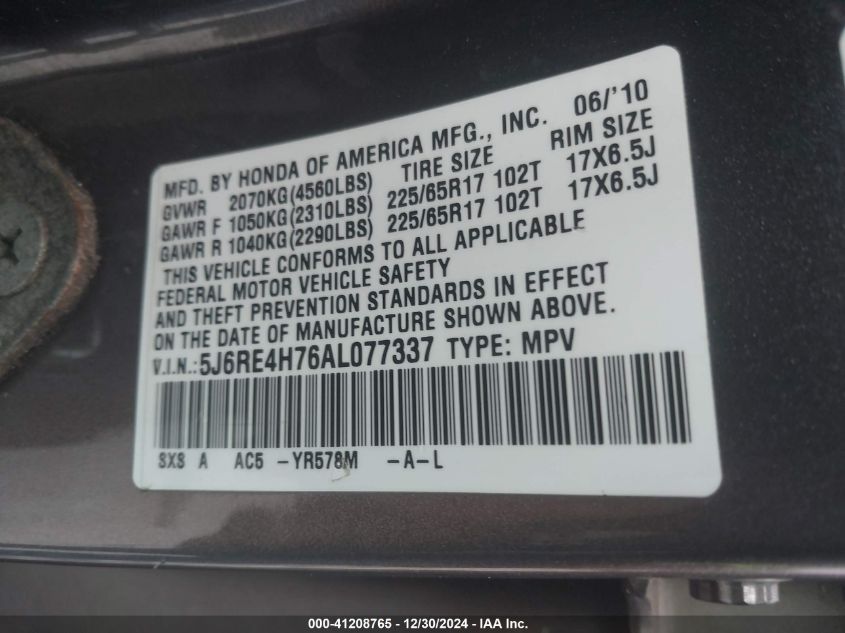 MFD. BY HONDA OF AMERICA MFG., INC. 06/'10
GVWR 2070KG(4560LBS) TIRE SIZE RIM SIZE
GAWR F 1050KG(2310LBS) 225/65R17 102T 17X6.5J
GAWR R 1040KG(2290LBS) 225/65R17 102T 17X6.5J
THIS VEHICLE CONFORMS TO ALL APPLICABLE
FEDERAL MOTOR VEHICLE SAFETY
AND THEFT PREVENTION STANDARDS IN EFFECT
ON THE DATE OF MANUFACTURE SHOWN ABOVE.
V.I.N.:5J6RE4H76AL077337 TYPE: MPV
SXS A AC5 -YR578M -A-L
000-41208765 - 12/30/2024 - IAA Inc.